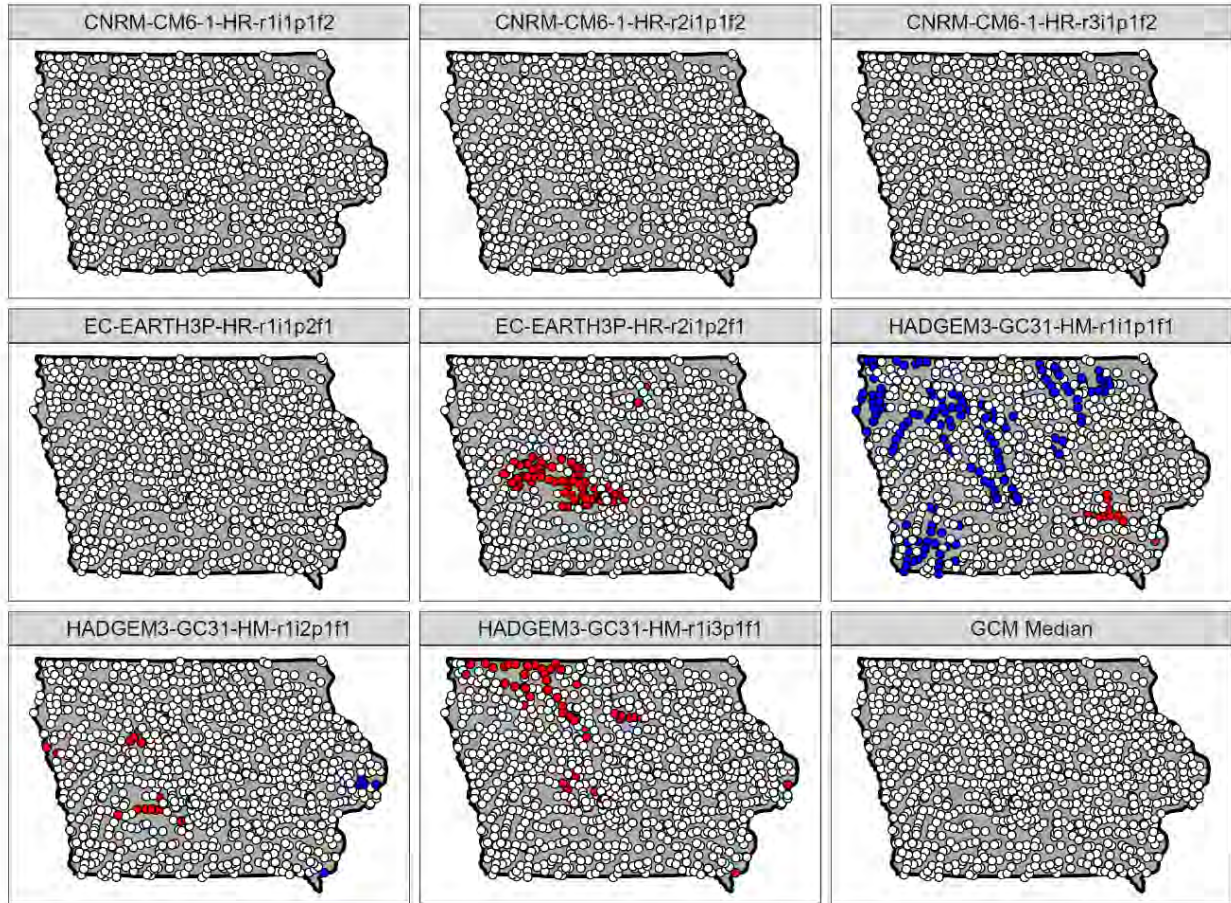 CNRM-CM6-1-HR-r1i1p1f2
CNRM-CM6-1-HR-r2i1p1f2
CNRM-CM6-1-HR-r3i1p1f2
EC-EARTH3P-HR-r1i1p2f1
EC-EARTH3P-HR-r2i1p2f1
HADGEM3-GC31-HM-r1i1p1f1
HADGEM3-GC31-HM-r1i2p1f1
HADGEM3-GC31-HM-r1i3p1f1
GCM Median